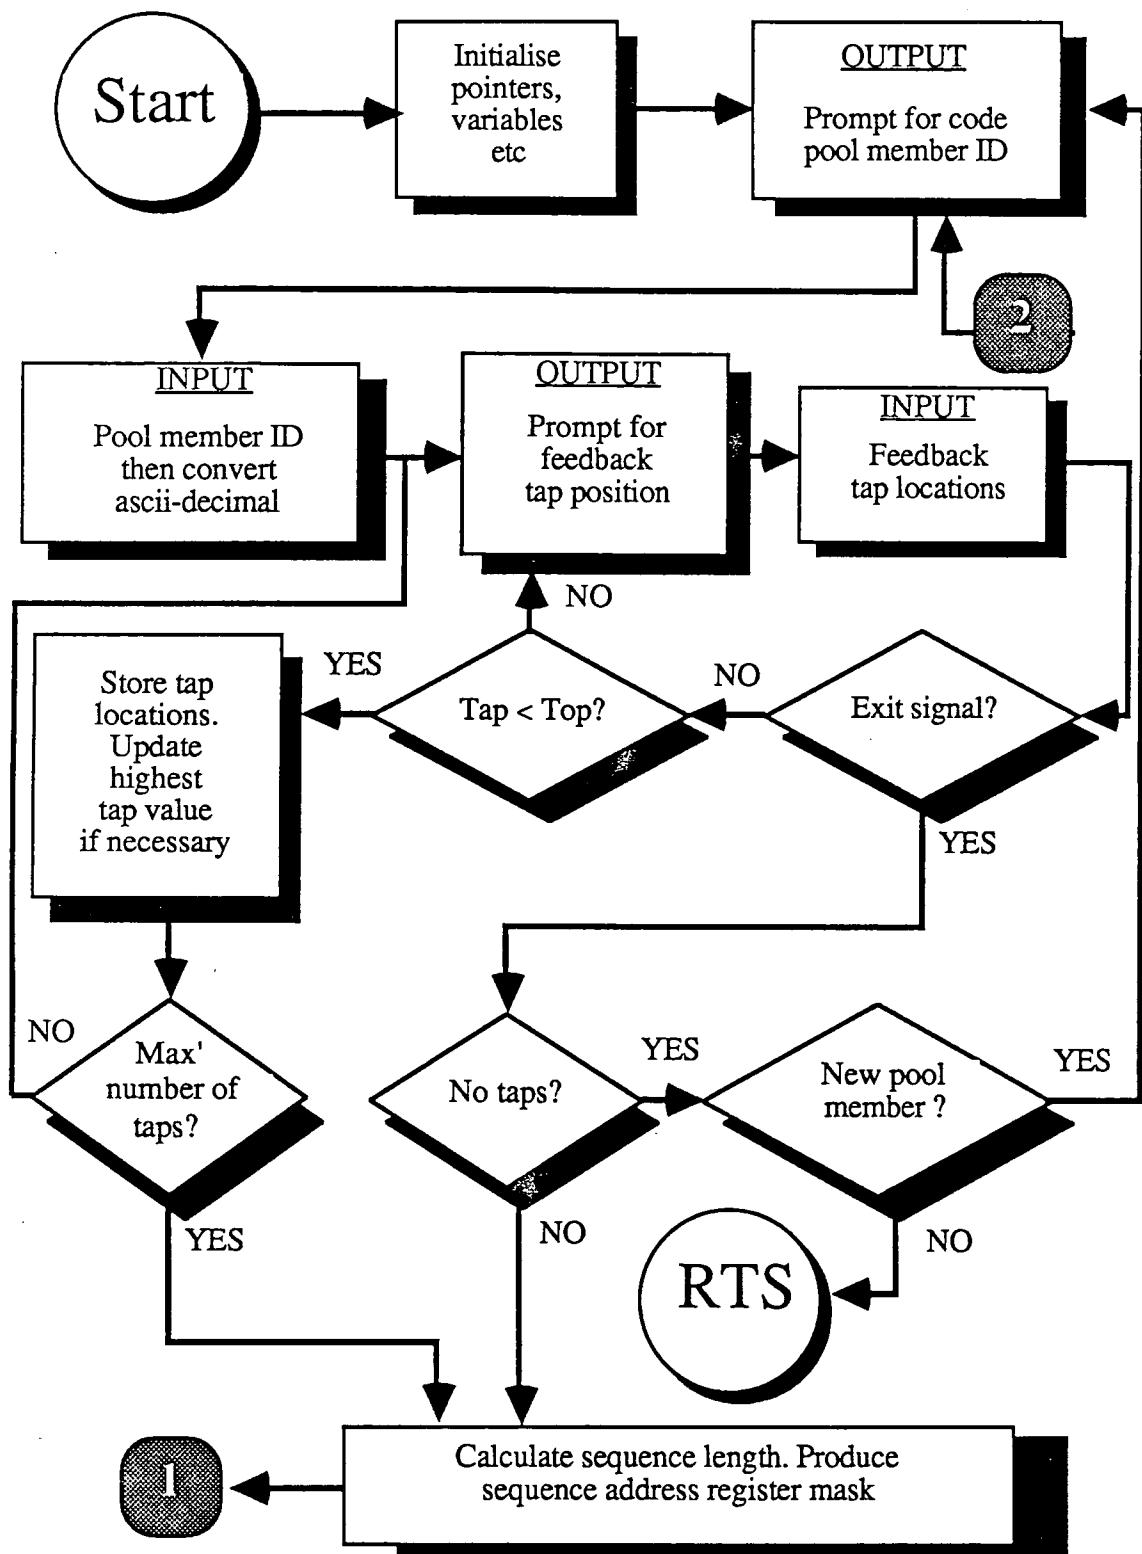 Start
Initialise
pointers,
variables
etc
OUTPUT
Prompt for code
pool member ID
2
INPUT
Pool member ID
then convert
ascii-decimal
OUTPUT
Prompt for
feedback
tap position
INPUT
Feedback
tap locations
NO
YES
Store tap
locations.
Update
highest
tap value
if necessary
Tap < Top?
NO
Exit signal?
YES
NO
Max'
number of
taps?
YES
No taps?
YES
New pool
member ?
YES
NO
NO
RTS
1
Calculate sequence length. Produce
sequence address register mask